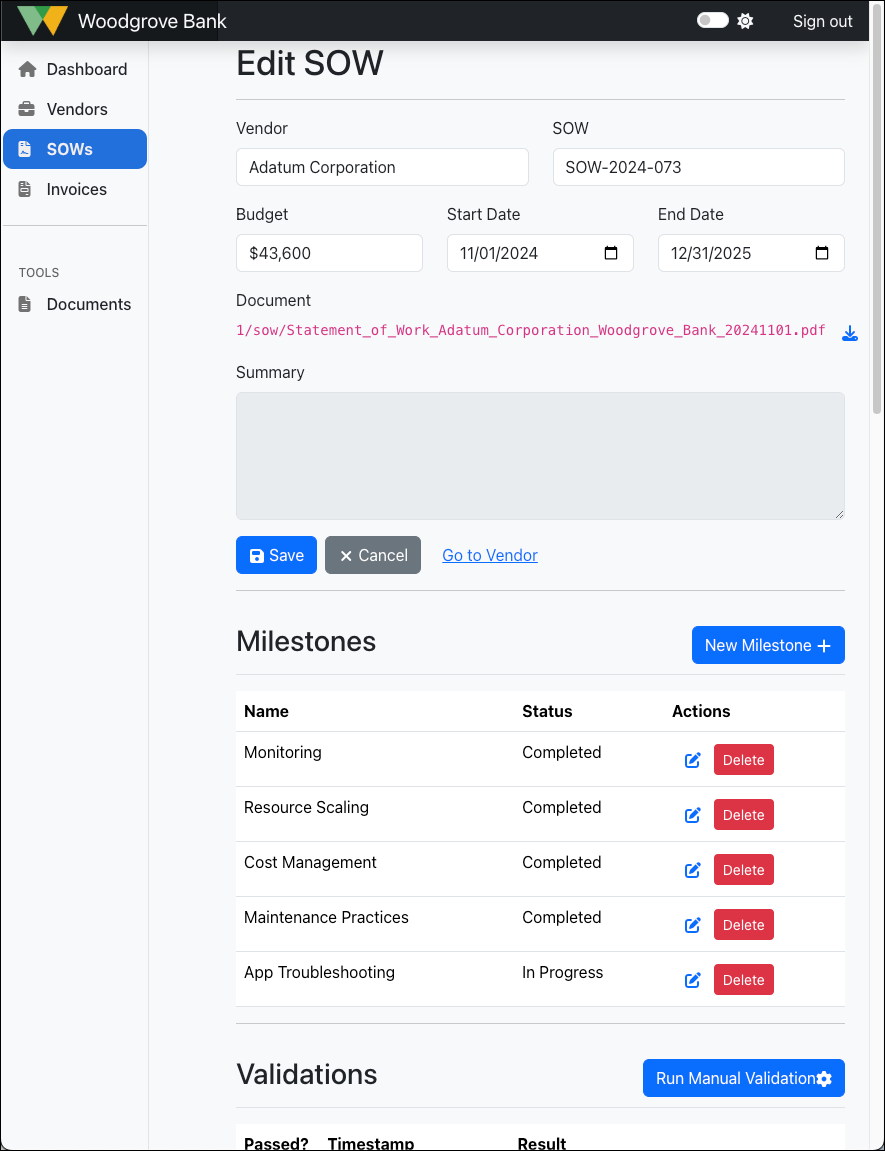 Woodgrove Bank
Sign out
Dashboard
Vendors
SOWs
Invoices
TOOLS
Documents
Edit SOW
Vendor SOW
Adatum Corporation SOW-2024-073
Budget Start Date End Date
$43,600 11/01/2024 12/31/2025
Document
1/sow/Statement_of_Work_Adatum_Corporation_Woodgrove_Bank_20241101.pdf
Summary
Save Cancel Go to Vendor
Milestones New Milestone
Name Status Actions
Monitoring Completed Delete
Resource Scaling Completed Delete
Cost Management Completed Delete
Maintenance Practices Completed Delete
App Troubleshooting In Progress Delete
Validations Run Manual Validation
Passed? Timestamp Result